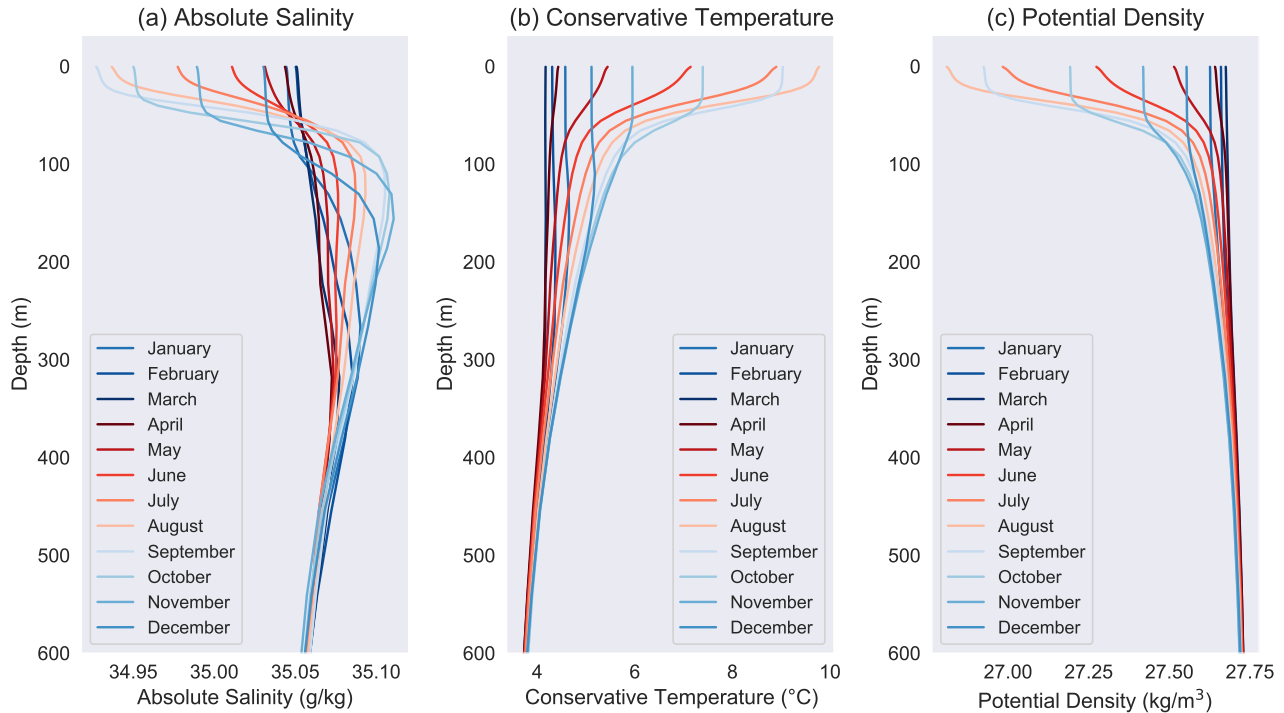 (a) Absolute Salinity
0
100
200
300
400
500
600
Depth (m)
January
February
March
April
May
June
July
August
September
October
November
December
34.95 35.00 35.05 35.10
Absolute Salinity (g/kg)
(b) Conservative Temperature
0
100
200
300
400
500
600
Depth (m)
January
February
March
April
May
June
July
August
September
October
November
December
4 6 8 10
Conservative Temperature (°C)
(c) Potential Density
0
100
200
300
400
500
600
Depth (m)
January
February
March
April
May
June
July
August
September
October
November
December
27.00 27.25 27.50 27.75
Potential Density (kg/m³)